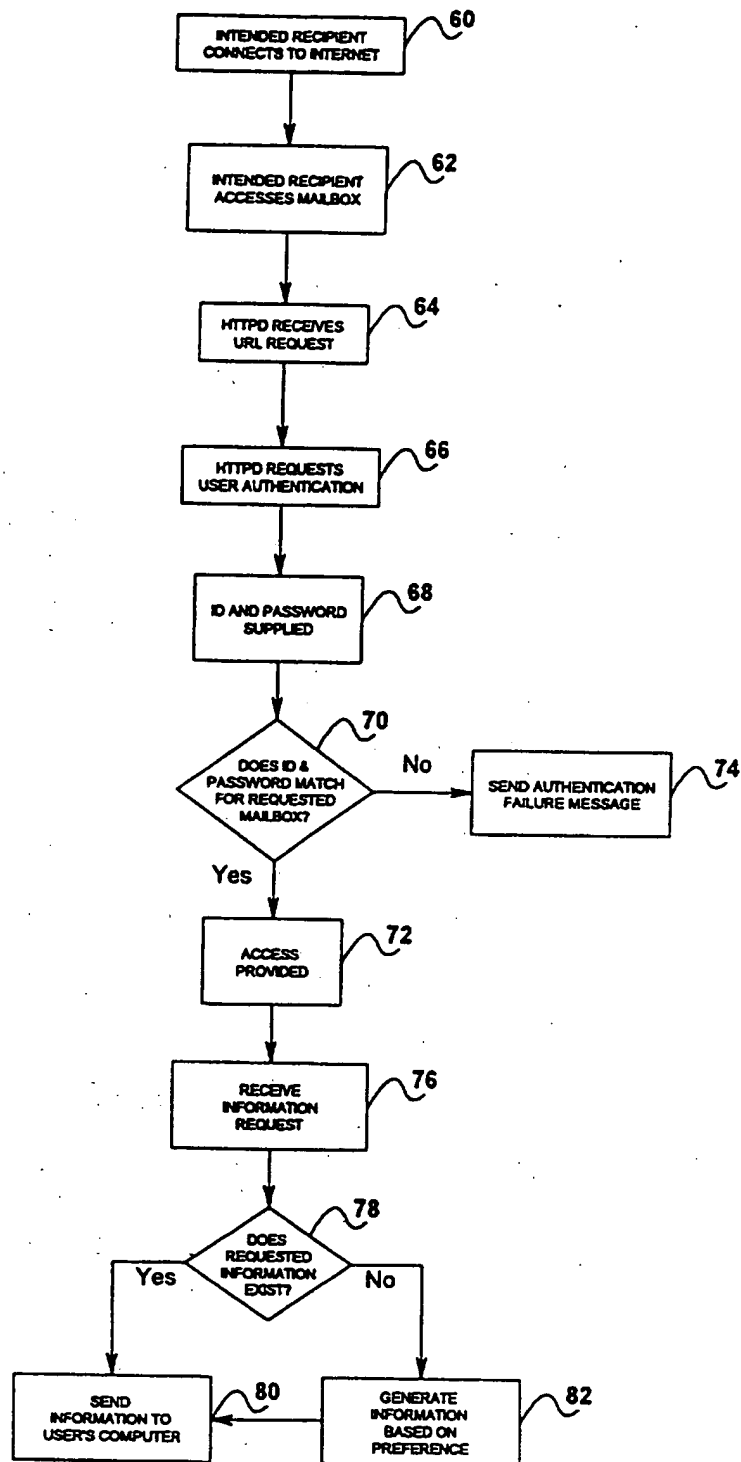 INTENDED RECIPIENT
CONNECTS TO INTERNET
60
INTENDED RECIPIENT
ACCESSES MAILBOX
62
HTTPD RECEIVES
URL REQUEST
64
HTTPD REQUESTS
USER AUTHENTICATION
66
ID AND PASSWORD
SUPPLIED
68
DOES ID &
PASSWORD MATCH
FOR REQUESTED
MAILBOX?
70
No
SEND AUTHENTICATION
FAILURE MESSAGE
74
Yes
ACCESS
PROVIDED
72
RECEIVE
INFORMATION
REQUEST
76
DOES
REQUESTED
INFORMATION
EXIST?
78
Yes
No
SEND
INFORMATION TO
USER'S COMPUTER
80
GENERATE
INFORMATION
BASED ON
PREFERENCE
82